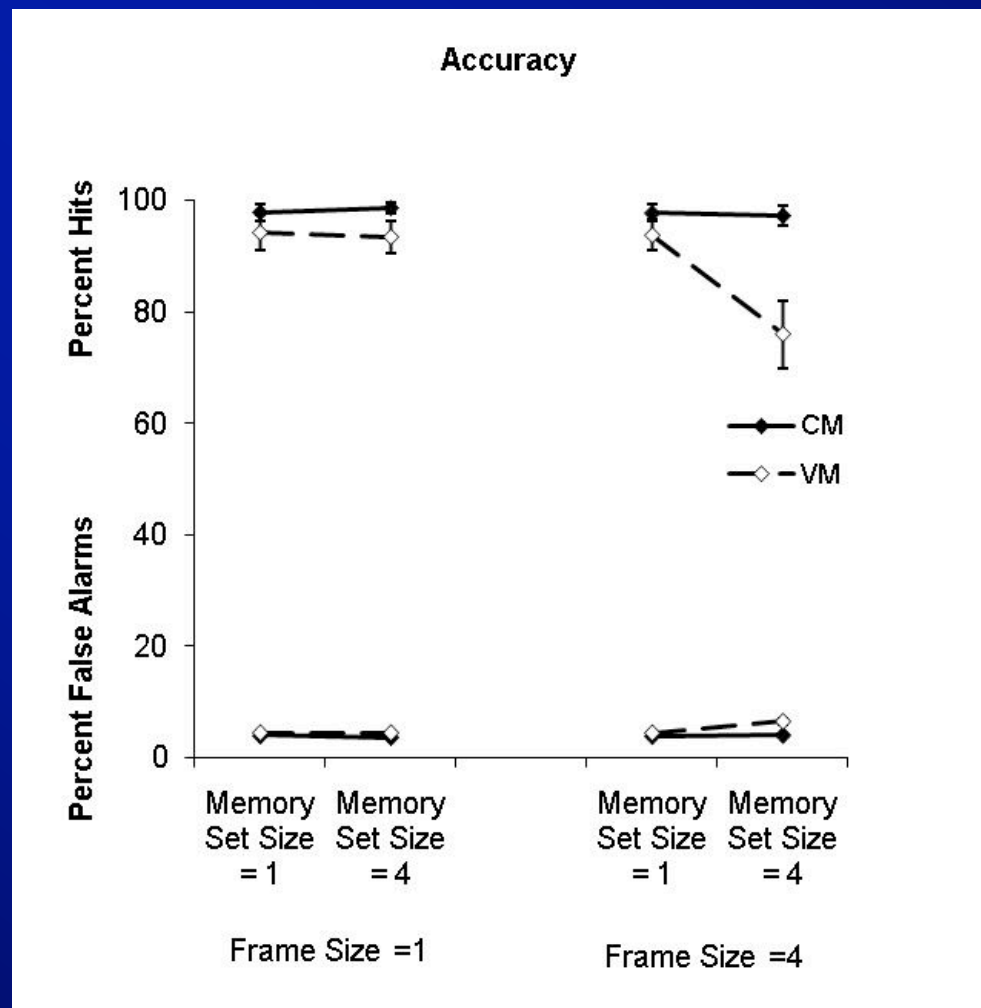 Accuracy
Percent Hits
Percent False Alarms
100
80
60
40
20
0
CM
VM
Memory Set Size = 1
Memory Set Size = 4
Memory Set Size = 1
Memory Set Size = 4
Frame Size =1
Frame Size =4